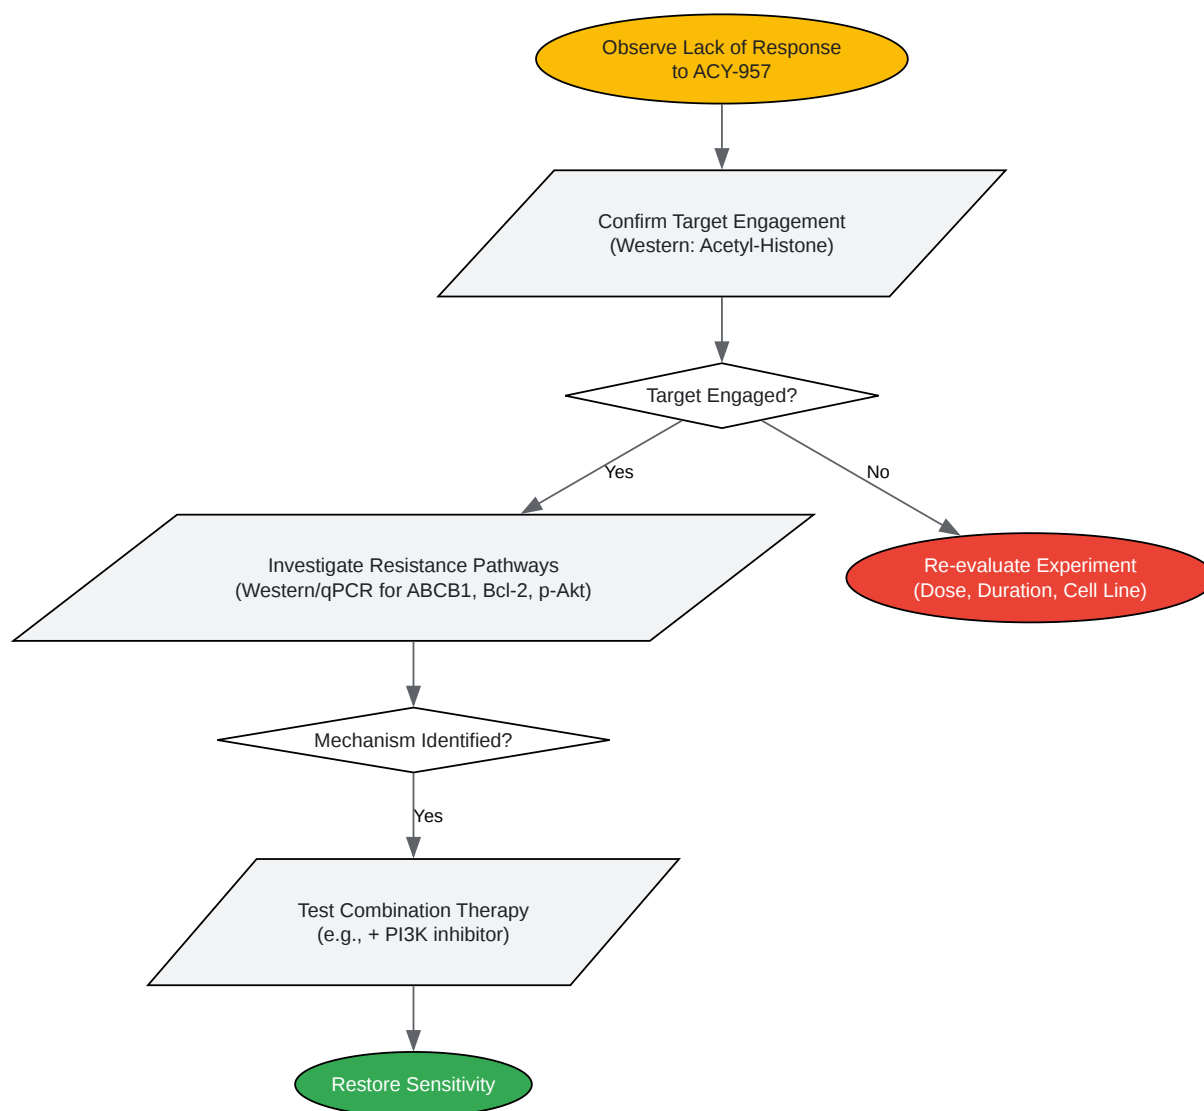 Observe Lack of Response
to ACY-957
Confirm Target Engagement
(Western: Acetyl-Histone)
Target Engaged?
Yes
No
Investigate Resistance Pathways
(Western/qPCR for ABCB1, Bcl-2, p-Akt)
Re-evaluate Experiment
(Dose, Duration, Cell Line)
Mechanism Identified?
Yes
Test Combination Therapy
(e.g., + PI3K inhibitor)
Restore Sensitivity